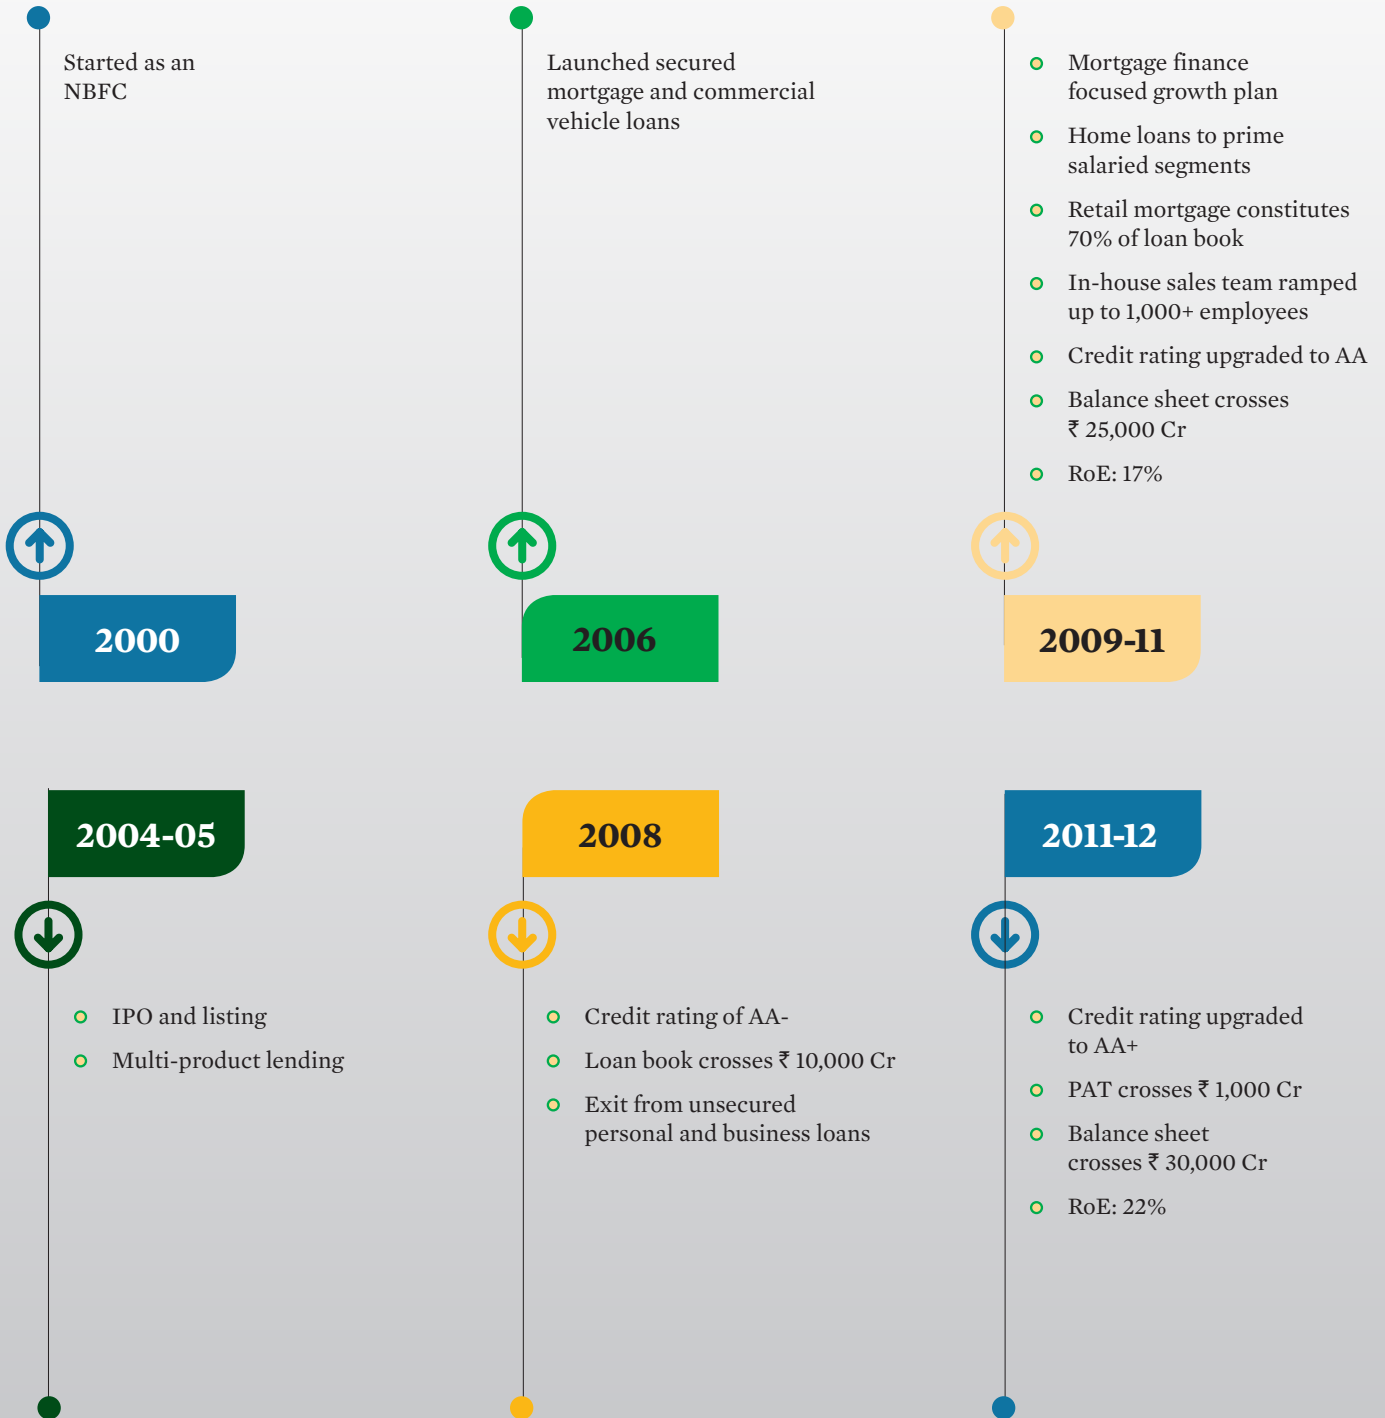 Started as an
NBFC
2000
Launched secured
mortgage and commercial
vehicle loans
2006
Mortgage finance
focused growth plan
Home loans to prime
salaried segments
Retail mortgage constitutes
70% of loan book
In-house sales team ramped
up to 1,000+ employees
Credit rating upgraded to AA
Balance sheet crosses
₹ 25,000 Cr
RoE: 17%
2009-11
2004-05
IPO and listing
Multi-product lending
2008
Credit rating of AA-
Loan book crosses ₹ 10,000 Cr
Exit from unsecured
personal and business loans
2011-12
Credit rating upgraded
to AA+
PAT crosses ₹ 1,000 Cr
Balance sheet
crosses ₹ 30,000 Cr
RoE: 22%